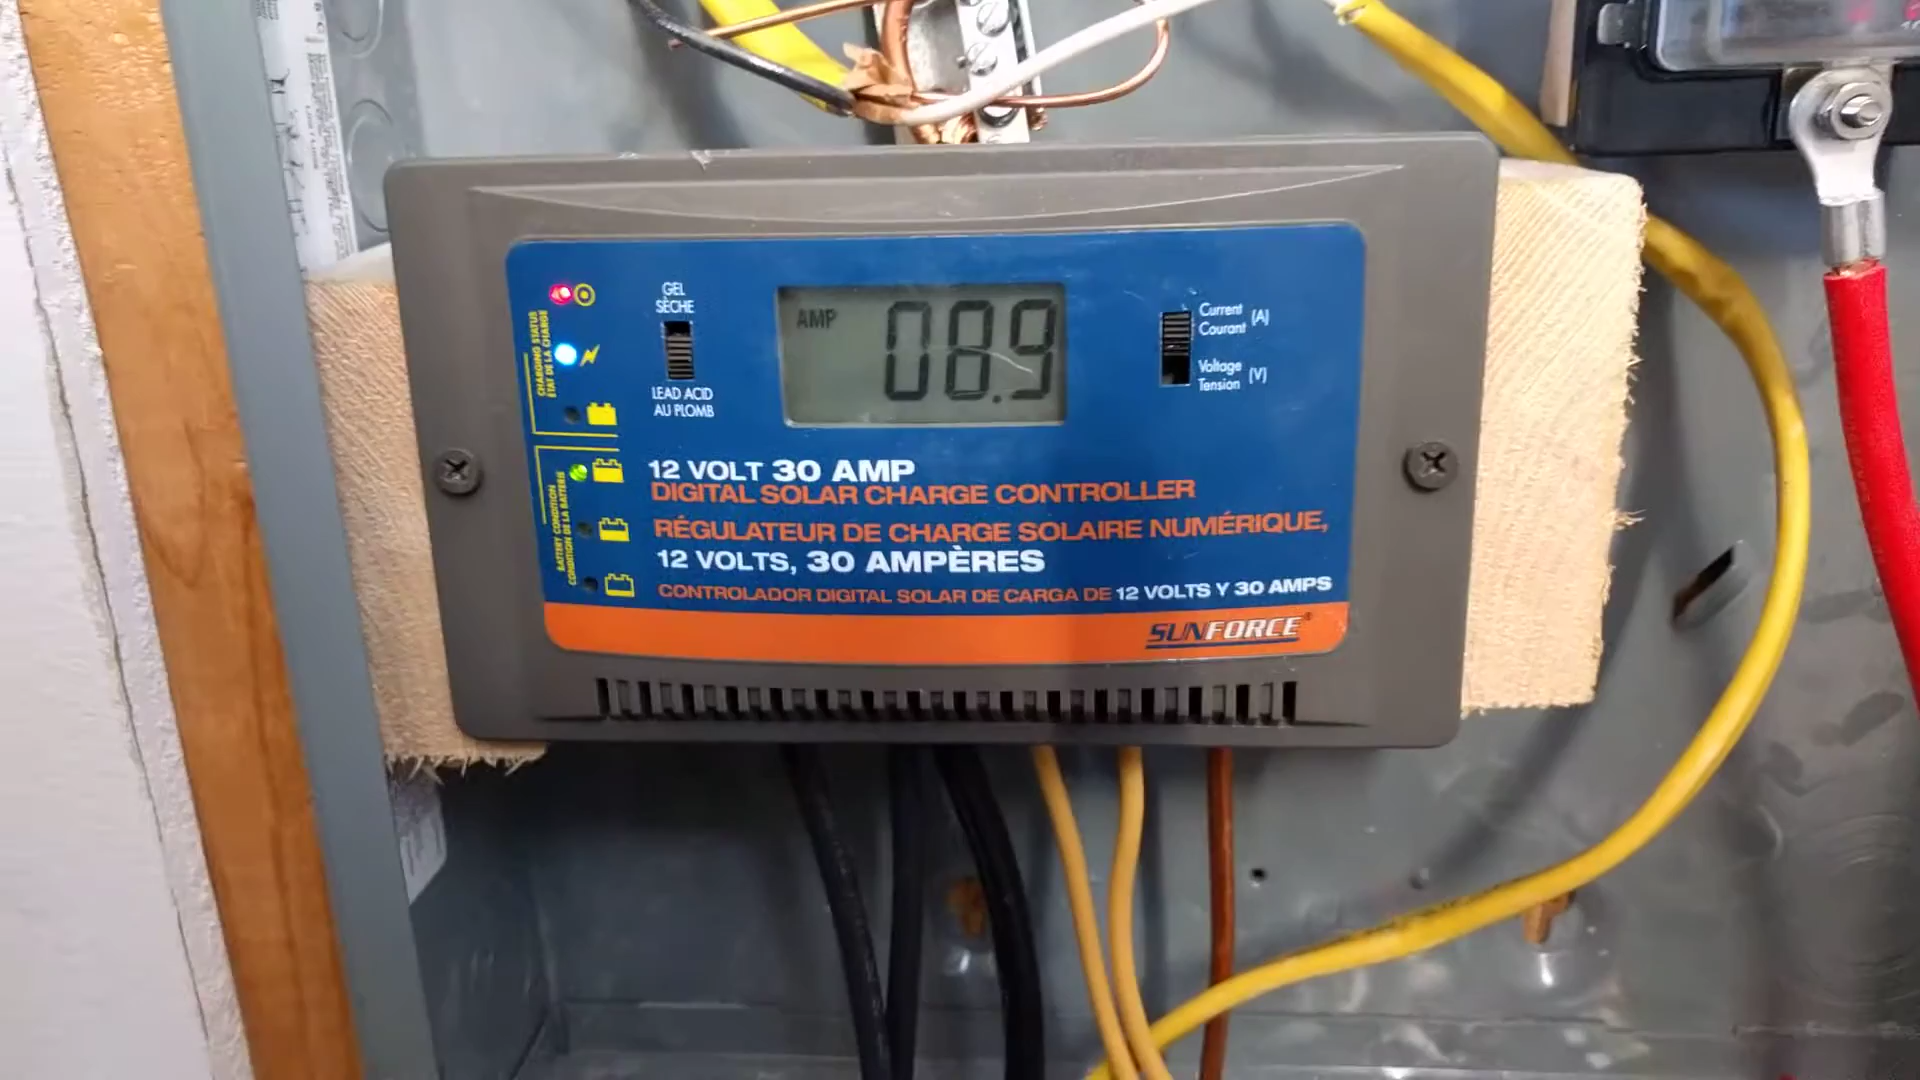 GEL
SÈCHE
LEAD ACID
AU PLOMB
AMP
08.9
Current (A)
Courant
Voltage (V)
Tension
CHARGING STATUS
ÉTAT DE LA CHARGE
BATTERY CONDITION
CONDITION DE LA BATTERIE
12 VOLT 30 AMP
DIGITAL SOLAR CHARGE CONTROLLER
RÉGULATEUR DE CHARGE SOLAIRE NUMÉRIQUE,
12 VOLTS, 30 AMPÈRES
CONTROLADOR DIGITAL SOLAR DE CARGA DE 12 VOLTS Y 30 AMPS
SUNFORCE®